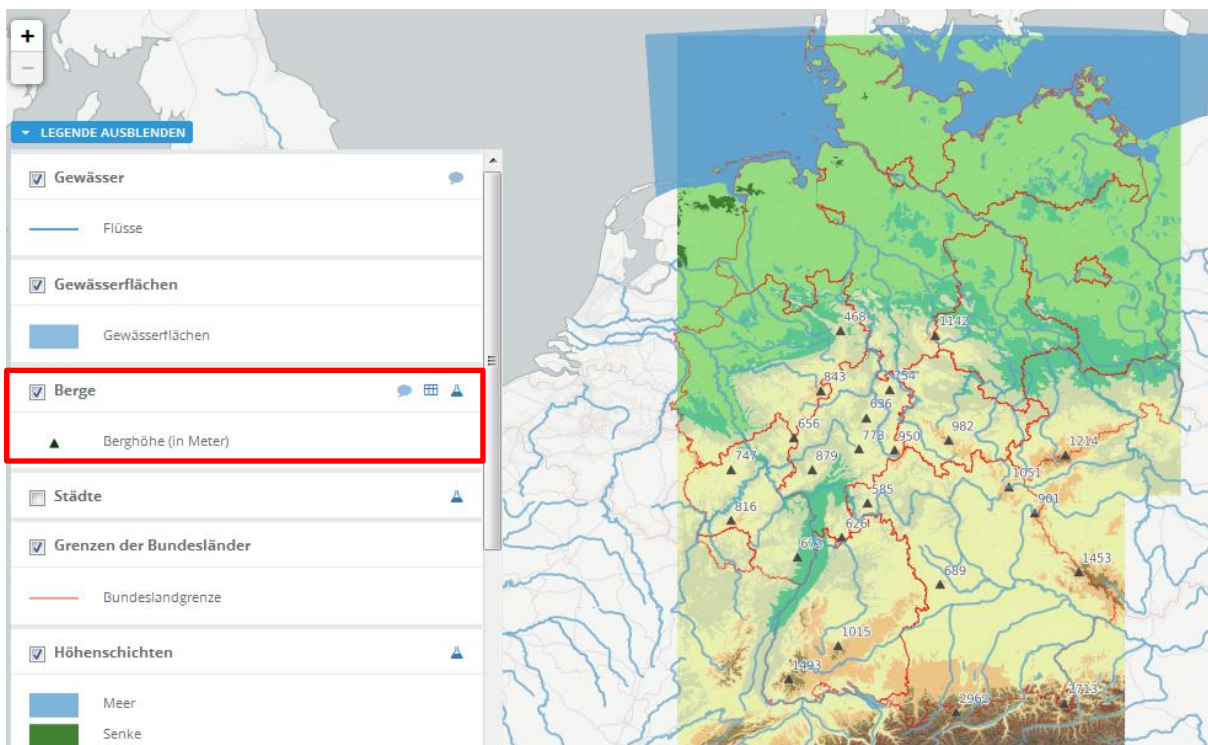 +
−
LEGENDE AUSBLENDEN
Gewässer
Flüsse
Gewässerflächen
Gewässerflächen
Berge
Berghöhe (in Meter)
Städte
Grenzen der Bundesländer
Bundeslandgrenze
Höhenschichten
Meer
Senke
468
1142
843
754
636
656
773
950
982
747
879
1214
1051
585
901
816
626
673
1453
689
1015
1493
2962
2713